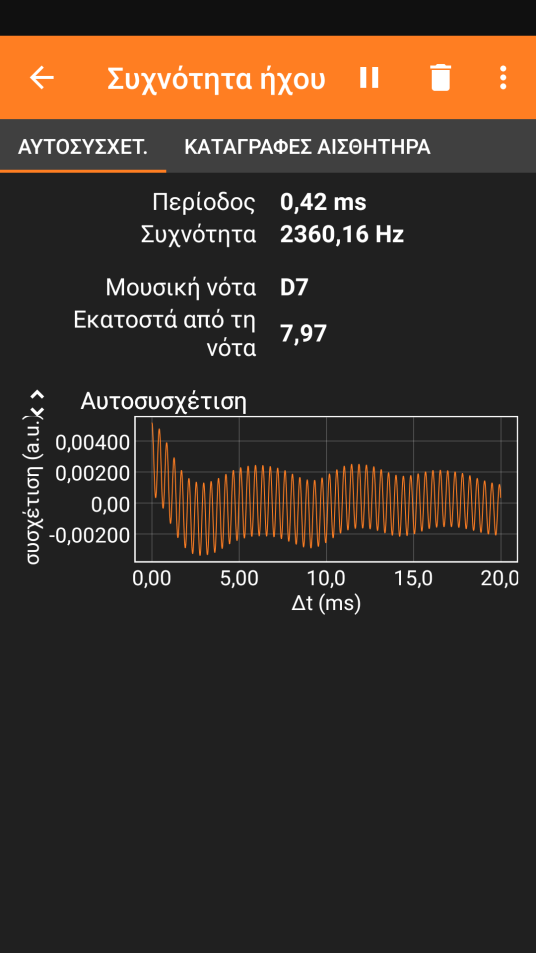 Συχνότητα ήχου
ΑΥΤΟΣΥΣΧΕΤ. ΚΑΤΑΓΡΑΦΕΣ ΑΙΣΘΗΤΗΡΑ
Περίοδος 0,42 ms
Συχνότητα 2360,16 Hz
Μουσική νότα D7
Εκατοστά από τη
νότα 7,97
Αυτοσυσχέτιση
συσχέτιση (a.u.)
0,00400
0,00200
0,00
-0,00200
0,00 5,00 10,0 15,0 20,0
Δt (ms)